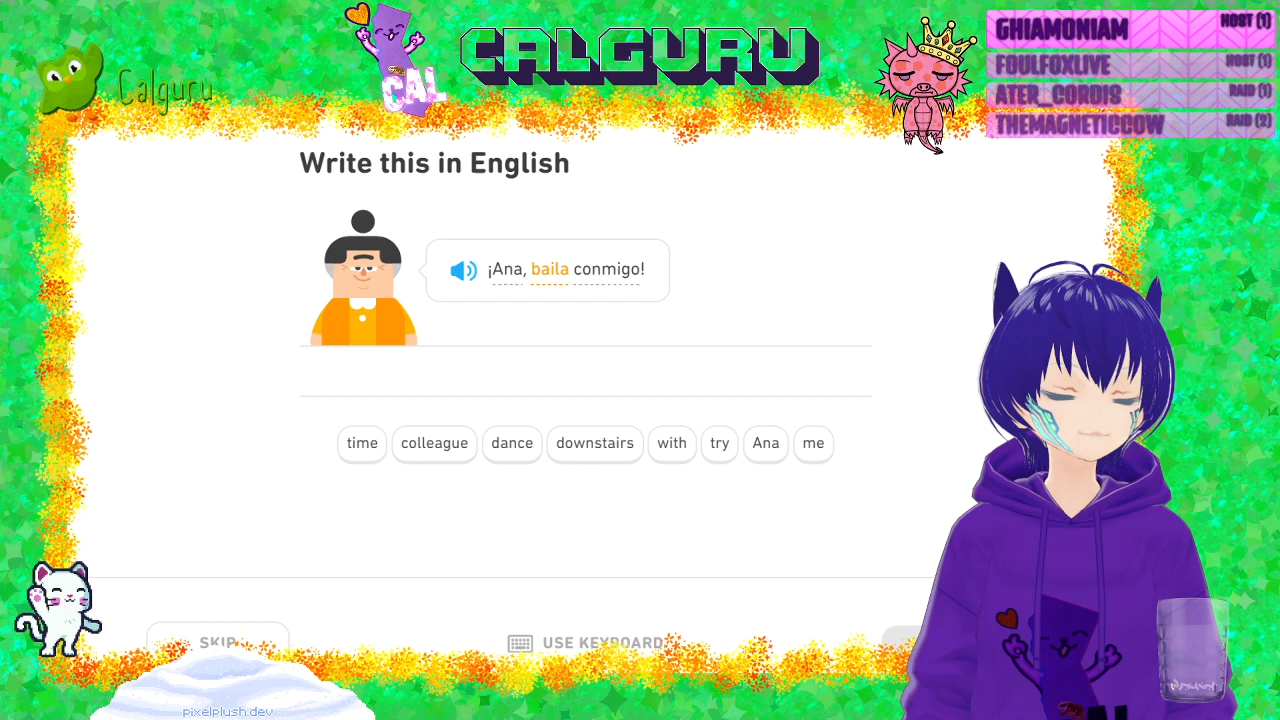 Calguru
CAL
CALGURU
GHIAMONIAM HOST (1)
FOULFOXLIVE HOST (1)
ATER_CORDIS RAID (1)
THEMAGNETICCOW RAID (2)
Write this in English
¡Ana, baila conmigo!
time colleague dance downstairs with try Ana me
SKIP
USE KEYBOARD
pixelplush.dev